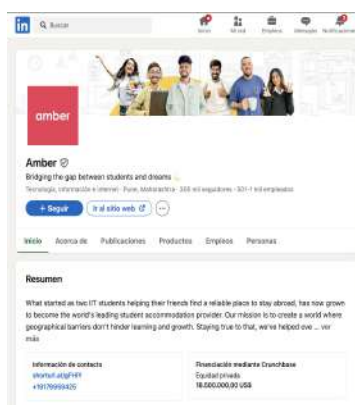 in
Buscar
Inicio Mi red Empleos Mensajes Notificaciones
amber
Amber
Bridging the gap between students and dreams
Tecnología, información e internet · Pune, Maharashtra · mil seguidores · 501-1 mil empleados
+ Seguir
Ir al sitio web
Inicio Acerca de Publicaciones Productos Empleos Personas
Resumen
What started as two IIT students helping their friends find a reliable place to stay abroad, has now grown
to become the world's leading student accommodation provider. Our mission is to create a world where
geographical barriers don't hinder learning and growth. Staying true to that, we've helped ove ... ver
más
Información de contacto
Financiación mediante Crunchbase
Equidad privada
18.500.000,00 US$